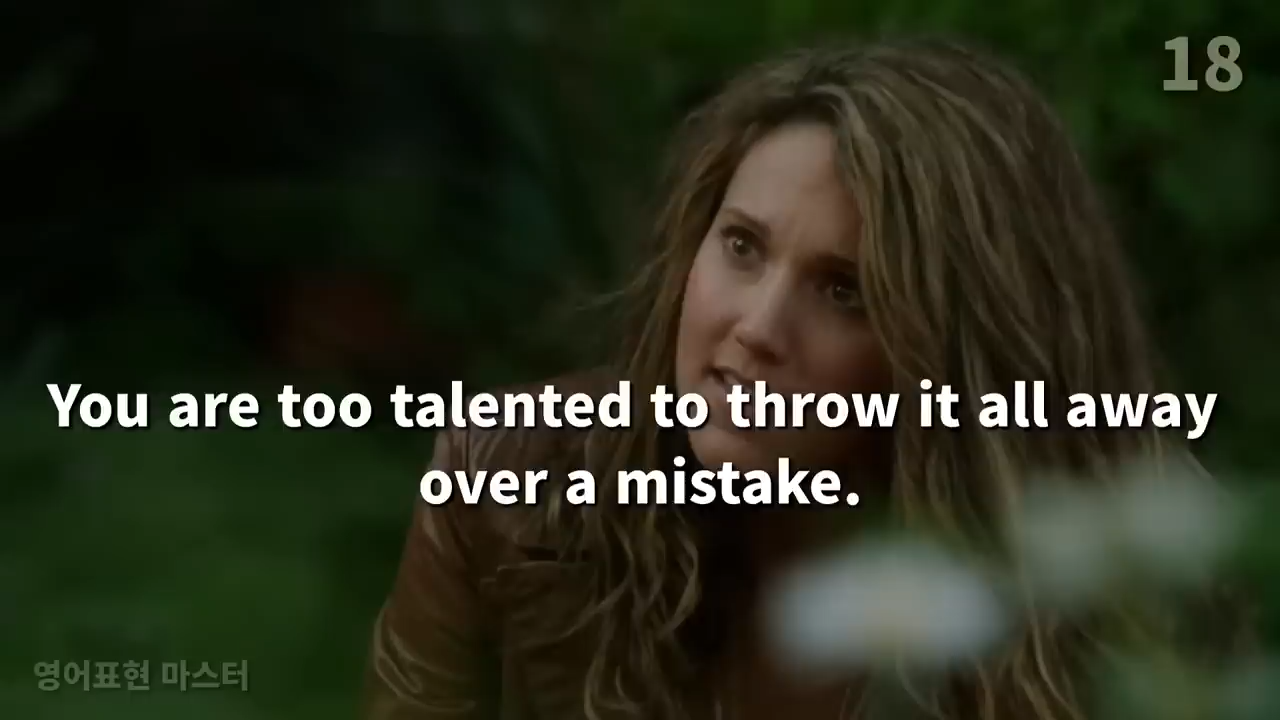 18
You are too talented to throw it all away
over a mistake.
영어표현 마스터